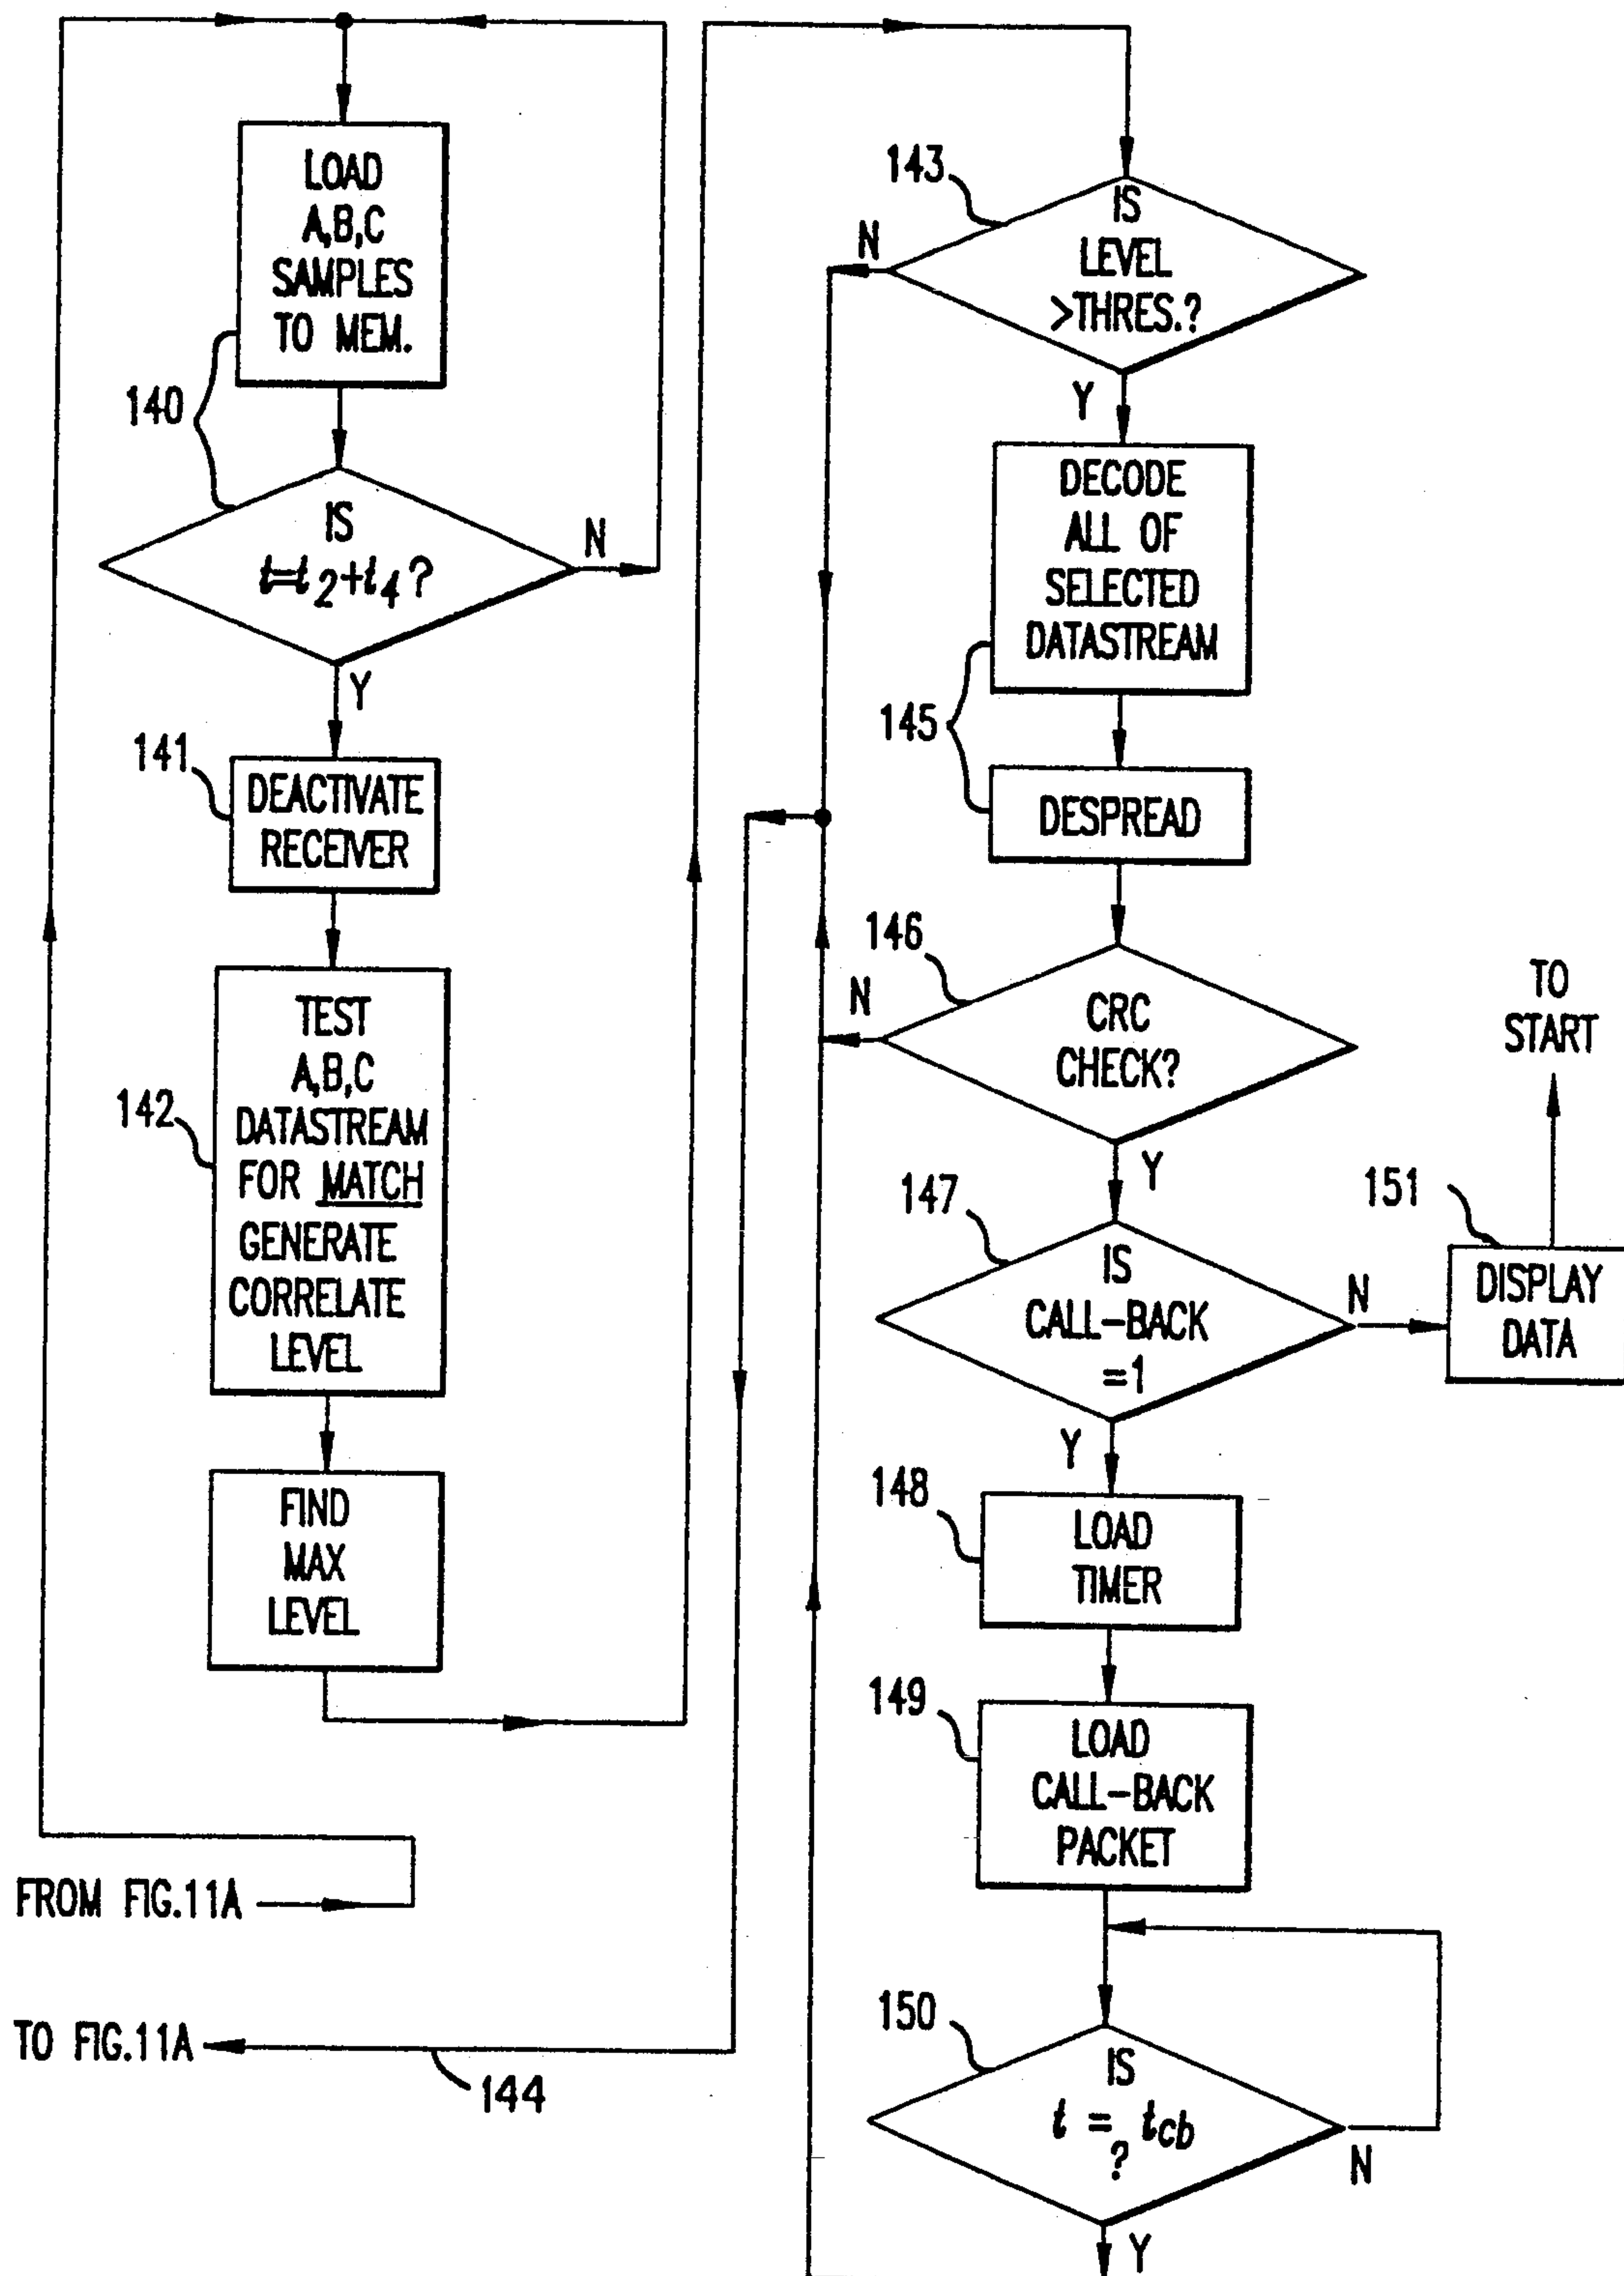 LOAD
A,B,C
SAMPLES
TO MEM.
140
IS
t=t2+t4?
N
Y
141
DEACTIVATE
RECEIVER
142
TEST
A,B,C
DATASTREAM
FOR MATCH
GENERATE
CORRELATE
LEVEL
FIND
MAX
LEVEL
FROM FIG.11A
TO FIG.11A
144
143
IS
LEVEL
>THRES.?
N
Y
DECODE
ALL OF
SELECTED
DATASTREAM
145
DESPREAD
146
CRC
CHECK?
N
Y
147
IS
CALL-BACK
=1
N
Y
151
DISPLAY
DATA
TO
START
148
LOAD
TIMER
149
LOAD
CALL-BACK
PACKET
150
IS
t = tcb
?
N
Y